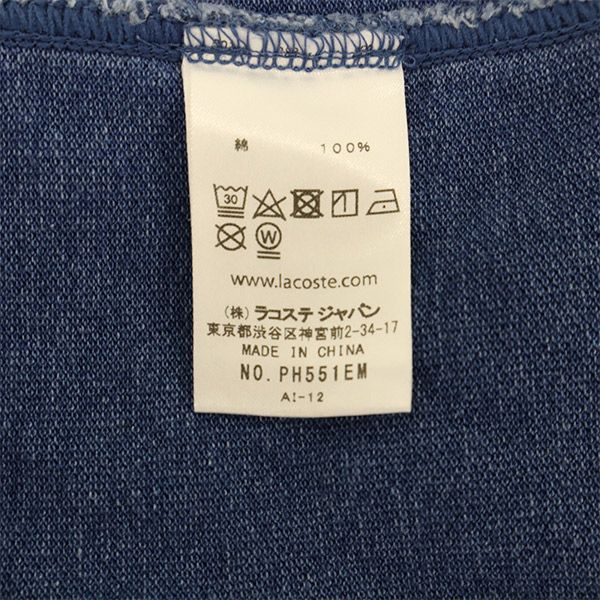 綿 100%
30
W
www.lacoste.com
(株) ラコステ ジャパン
東京都渋谷区神宮前2-34-17
MADE IN CHINA
NO. PH551EM
AI-12